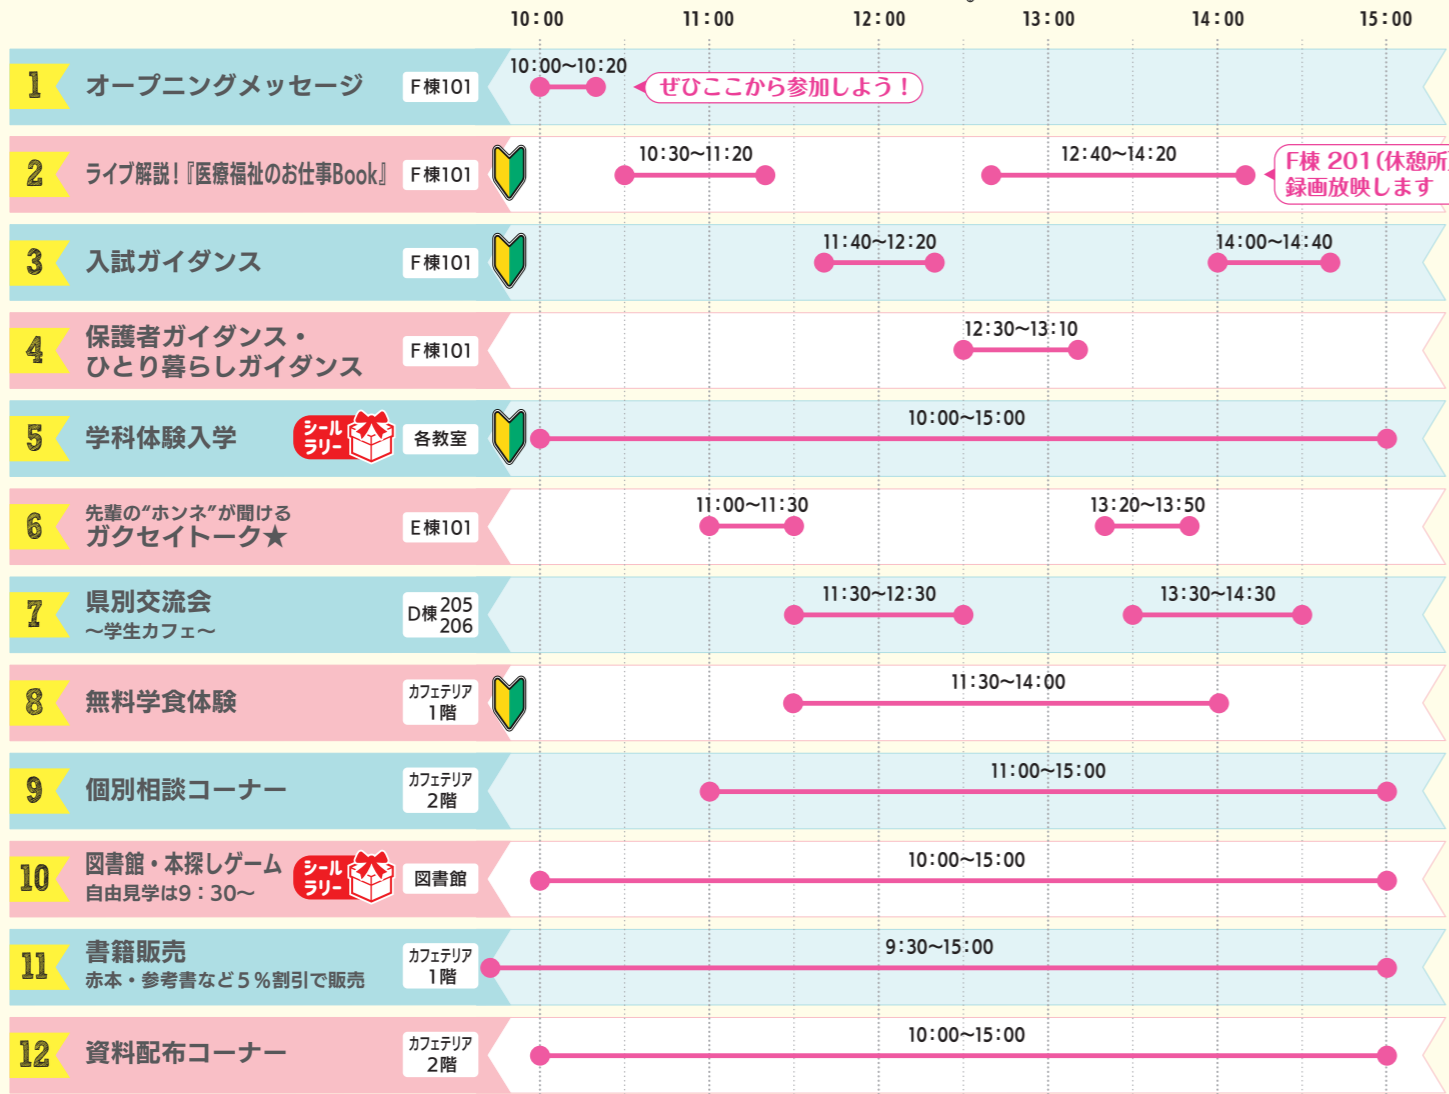 10:00 11:00 12:00 13:00 14:00 15:00
1 オープニングメッセージ F棟101 10:00~10:20 ぜひここから参加しよう！
2 ライブ解説！『医療福祉のお仕事Book』 F棟101 10:30~11:20 12:40~14:20 F棟 201（休憩所）
録画放映します
3 入試ガイダンス F棟101 11:40~12:20 14:00~14:40
4 保護者ガイダンス・
ひとり暮らしガイダンス F棟101 12:30~13:10
5 学科体験入学 シール
ラリー 各教室 10:00~15:00
6 先輩の“ホンネ”が聞ける
ガクセイトーク★ E棟101 11:00~11:30 13:20~13:50
7 県別交流会
～学生カフェ～ D棟 205
206 11:30~12:30 13:30~14:30
8 無料学食体験 カフェテリア
1階 11:30~14:00
9 個別相談コーナー カフェテリア
2階 11:00~15:00
10 図書館・本探しゲーム
自由見学は9：30～ シール
ラリー 図書館 10:00~15:00
11 書籍販売
赤本・参考書など５％割引で販売 カフェテリア
1階 9:30~15:00
12 資料配布コーナー カフェテリア
2階 10:00~15:00